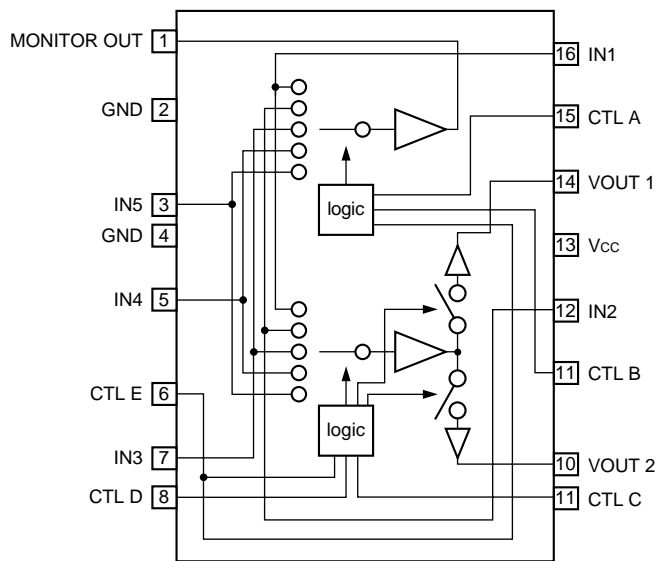 MONITOR OUT 1
16 IN1
GND 2
15 CTL A
14 VOUT 1
logic
IN5 3
GND 4
13 VCC
IN4 5
12 IN2
11 CTL B
CTL E 6
logic
IN3 7
10 VOUT 2
CTL D 8
11 CTL C